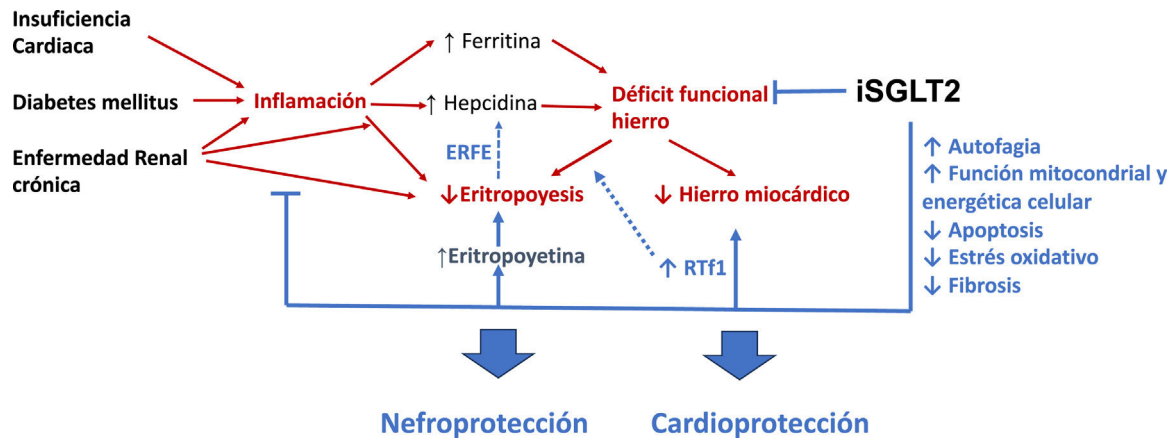 Insuficiencia
Cardiaca
Diabetes mellitus
Enfermedad Renal
crónica
Inflamación
↑ Ferritina
↑ Hepcidina
ERFE
↓Eritropoyesis
↑Eritropoyetina
Déficit funcional
hierro
↓ Hierro miocárdico
↑ RTf1
iSGLT2
↑ Autofagia
↑ Función mitocondrial y
energética celular
↓ Apoptosis
↓ Estrés oxidativo
↓ Fibrosis
Nefroprotección
Cardioprotección